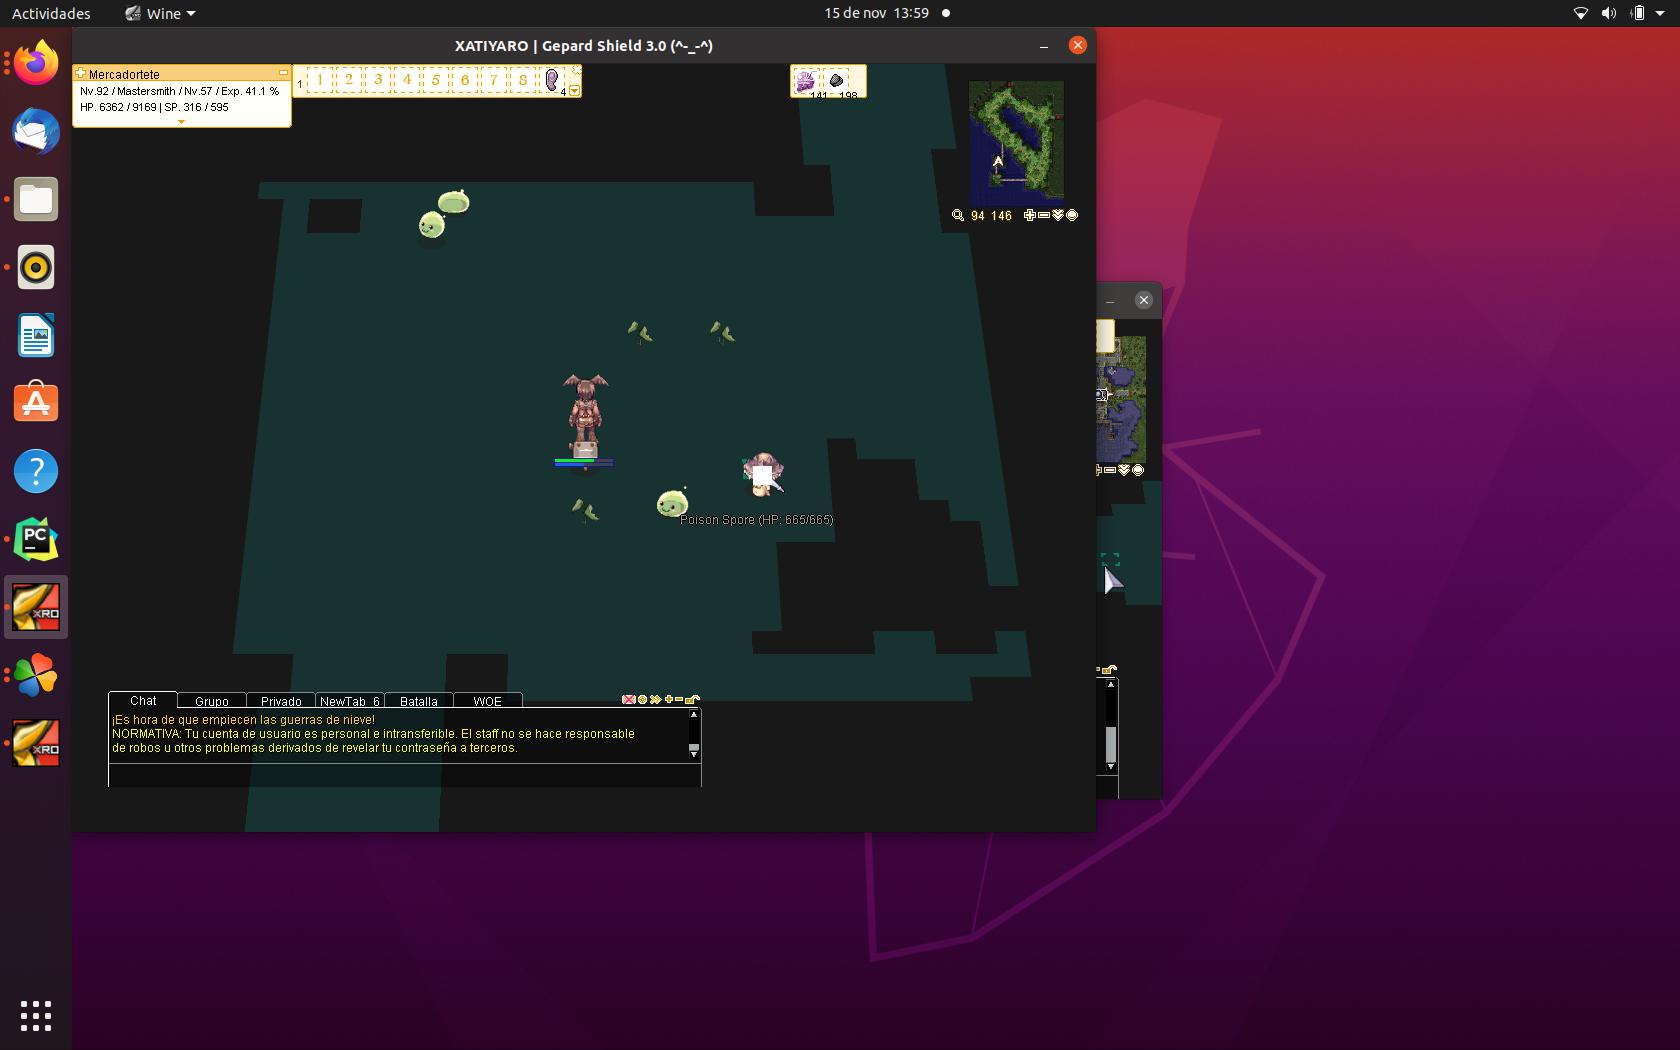 Actividades
Wine
15 de nov 13:59
XATIYARO | Gepard Shield 3.0 (^-_-^)
Mercadortete
Nv.92 / Mastersmith / Nv.57 / Exp. 41.1 %
HP. 6362 / 9169 | SP. 316 / 595
1 1 2 3 4 5 6 7 8 4
141 198
94 146
Poison Spore (HP: 665/665)
Chat Grupo Privado NewTab_6 Batalla WOE
¡Es hora de que empiecen las guerras de nieve!
NORMATIVA: Tu cuenta de usuario es personal e intransferible. El staff no se hace responsable
de robos u otros problemas derivados de revelar tu contraseña a terceros.
PC
XRO
XRO